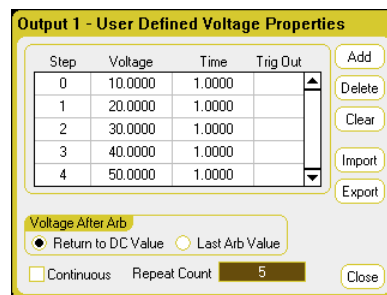 Output 1 - User Defined Voltage Properties
Step Voltage Time Trig Out
0 10.0000 1.0000
1 20.0000 1.0000
2 30.0000 1.0000
3 40.0000 1.0000
4 50.0000 1.0000
Add
Delete
Clear
Import
Export
Voltage After Arb
Return to DC Value Last Arb Value
Continuous Repeat Count 5
Close